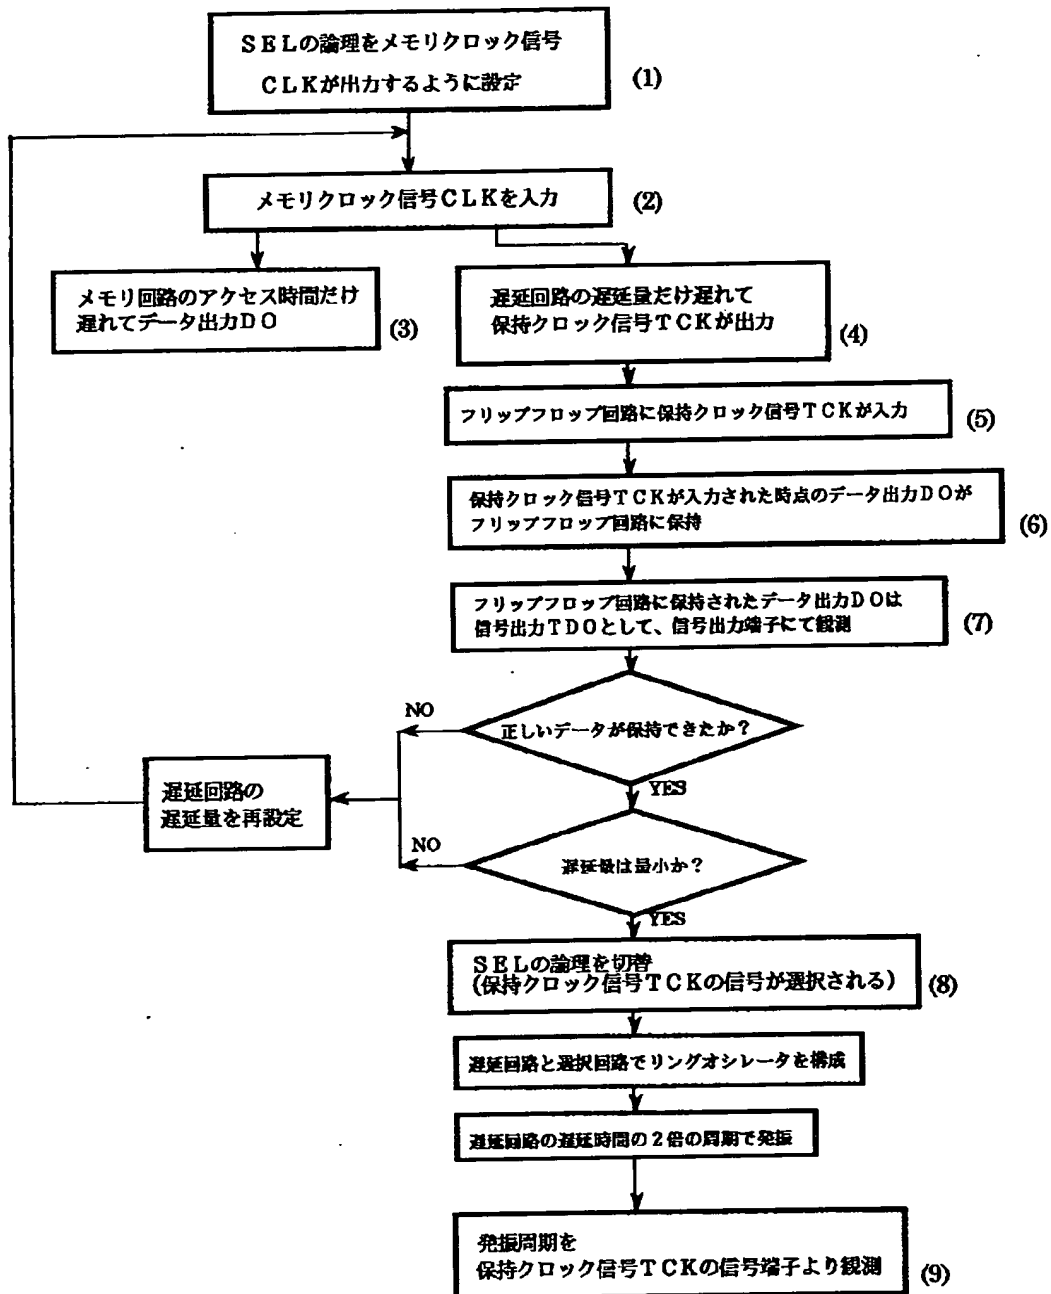 SELの論理をメモリクロック信号
CLKが出力するように設定
(1)
メモリクロック信号CLKを入力
(2)
メモリ回路のアクセス時間だけ
遅れてデータ出力DO
(3)
遅延回路の遅延量だけ遅れて
保持クロック信号TCKが出力
(4)
フリップフロップ回路に保持クロック信号TCKが入力
(5)
保持クロック信号TCKが入力された時点のデータ出力DOが
フリップフロップ回路に保持
(6)
フリップフロップ回路に保持されたデータ出力DOは
信号出力TDOとして、信号出力端子にて観測
(7)
正しいデータが保持できたか?
NO
YES
遅延回路の
遅延量を再設定
遅延量は最小か?
NO
YES
SELの論理を切替
(保持クロック信号TCKの信号が選択される)
(8)
遅延回路と選択回路でリングオシレータを構成
遅延回路の遅延時間の2倍の周期で発振
発振周期を
保持クロック信号TCKの信号端子より観測
(9)